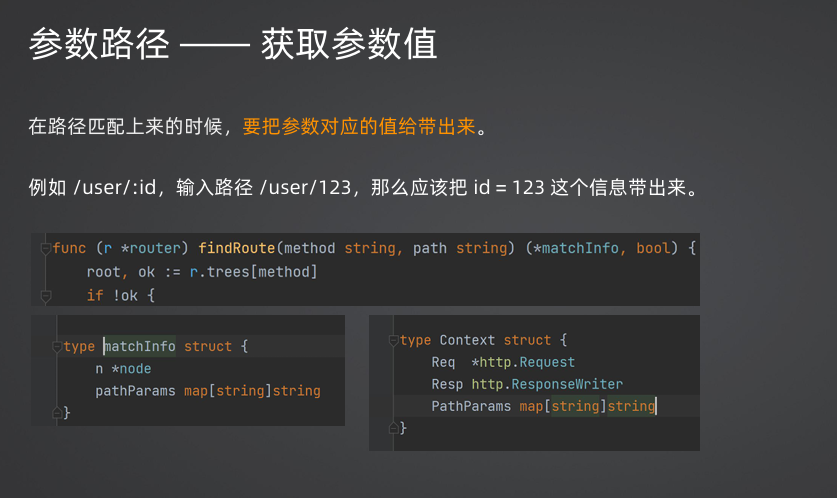 参数路径 —— 获取参数值
在路径匹配上来的时候，要把参数对应的值给带出来。
例如 /user/:id，输入路径 /user/123，那么应该把 id = 123 这个信息带出来。
func (r *router) findRoute(method string, path string) (*matchInfo, bool) {
    root, ok := r.trees[method]
    if !ok {
type matchInfo struct {
    n *node
    pathParams map[string]string
}
type Context struct {
    Req  *http.Request
    Resp http.ResponseWriter
    PathParams map[string]string
}